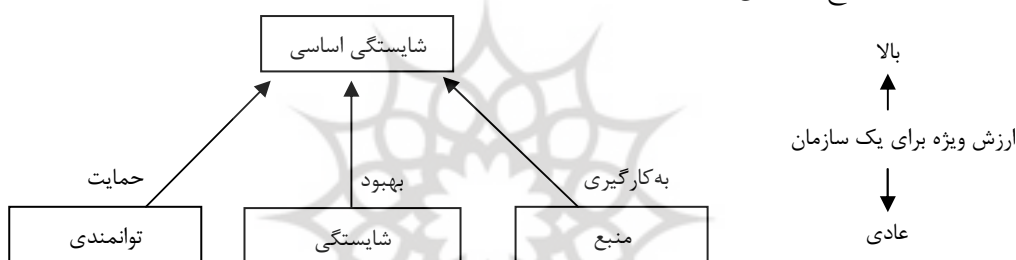 شایستگی اساسی
بالا
ارزش ویژه برای یک سازمان
به‌کارگیری
بهبود
حمایت
منبع
شایستگی
توانمندی
عادی